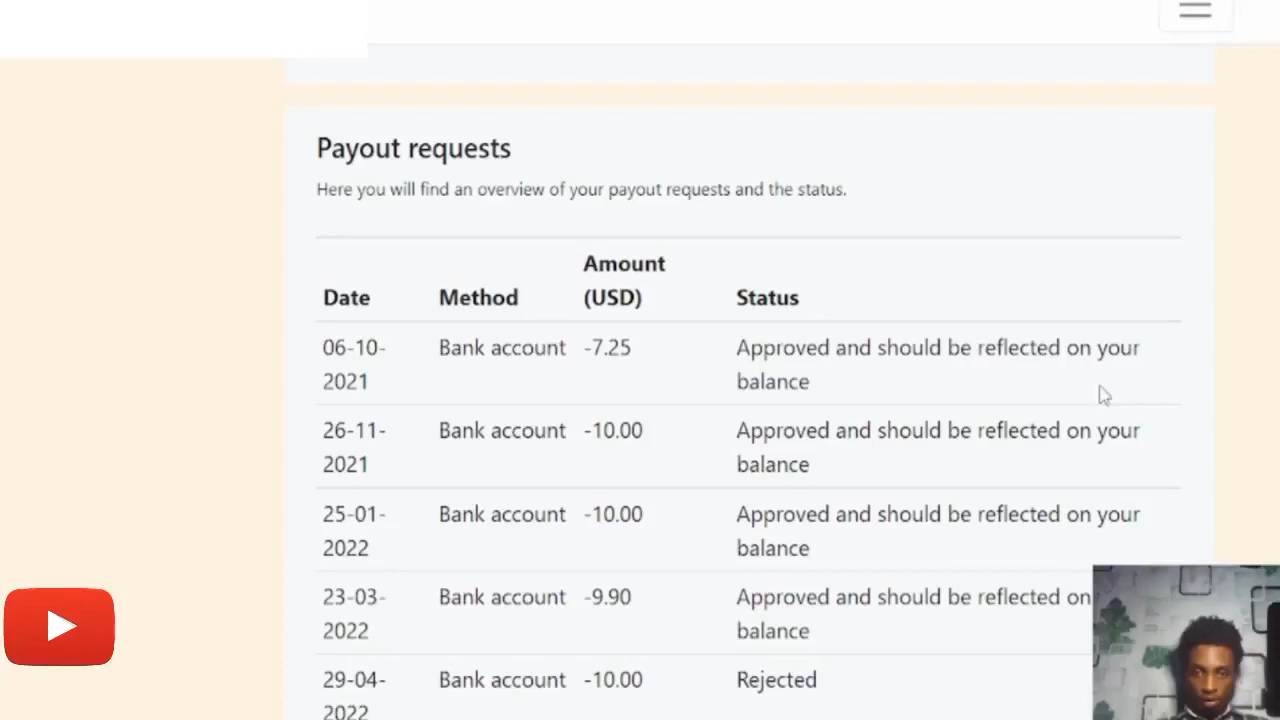 Payout requests
Here you will find an overview of your payout requests and the status.
Amount
Date Method (USD) Status
06-10- Bank account -7.25 Approved and should be reflected on your
2021 balance
26-11- Bank account -10.00 Approved and should be reflected on your
2021 balance
25-01- Bank account -10.00 Approved and should be reflected on your
2022 balance
23-03- Bank account -9.90 Approved and should be reflected on
2022 balance
29-04- Bank account -10.00 Rejected
2022